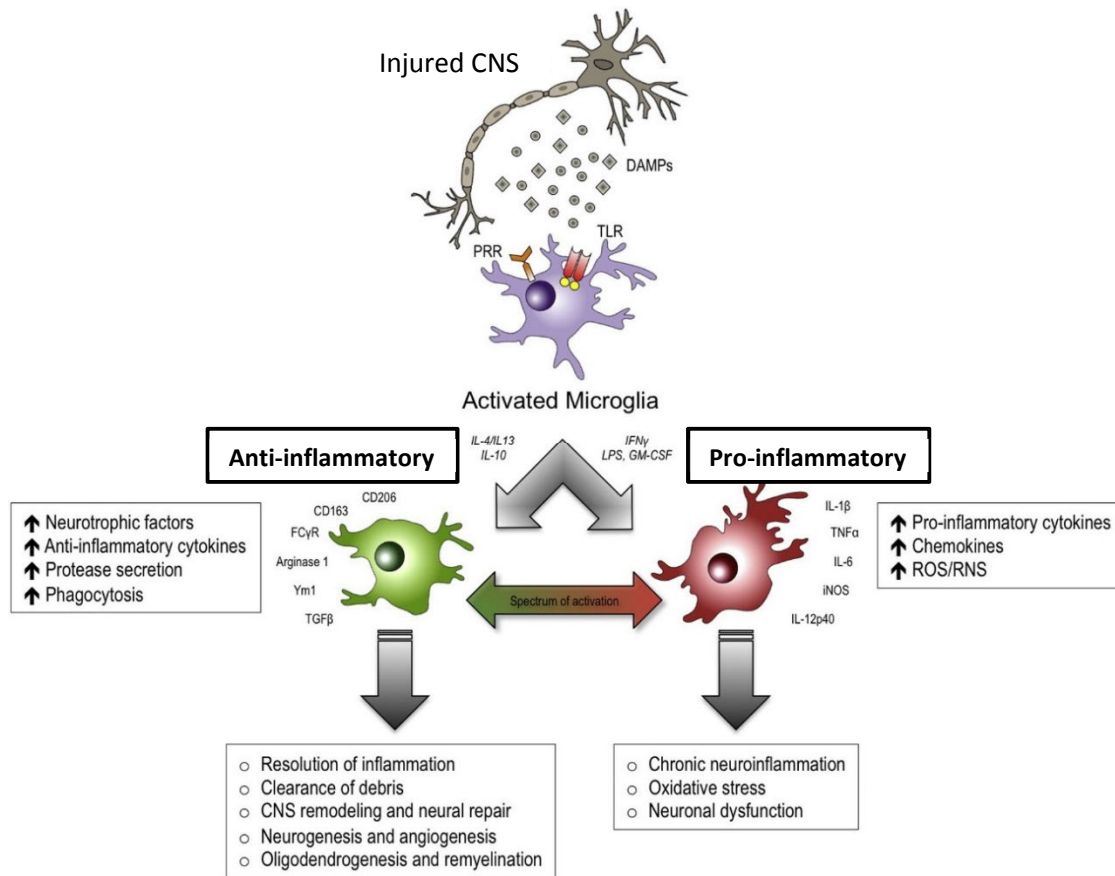 Injured CNS
DAMPs
TLR
PRR
Activated Microglia
IL-4/IL13
IL-10
IFNγ
LPS, GM-CSF
Anti-inflammatory
Pro-inflammatory
🡹 Neurotrophic factors
🡹 Anti-inflammatory cytokines
🡹 Protease secretion
🡹 Phagocytosis
CD206
CD163
FCγR
Arginase 1
Ym1
TGFβ
Spectrum of activation
IL-1β
TNFα
IL-6
iNOS
IL-12p40
🡹 Pro-inflammatory cytokines
🡹 Chemokines
🡹 ROS/RNS
○ Resolution of inflammation
○ Clearance of debris
○ CNS remodeling and neural repair
○ Neurogenesis and angiogenesis
○ Oligodendrogenesis and remyelination
○ Chronic neuroinflammation
○ Oxidative stress
○ Neuronal dysfunction